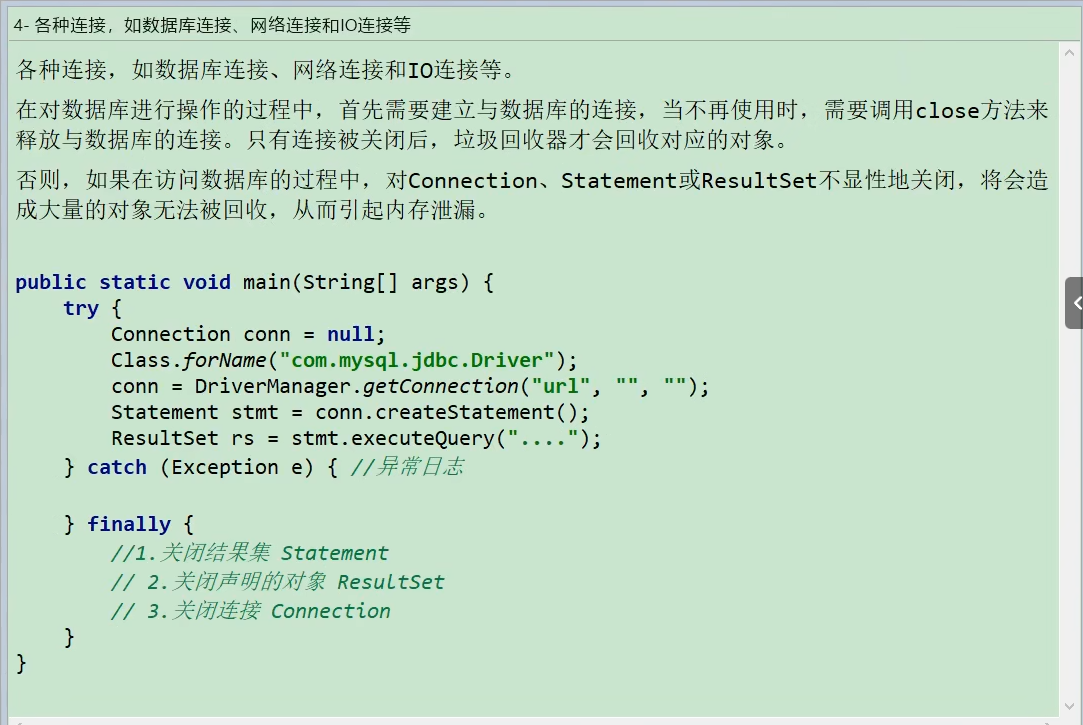 4- 各种连接，如数据库连接、网络连接和IO连接等
各种连接，如数据库连接、网络连接和IO连接等。
在对数据库进行操作的过程中，首先需要建立与数据库的连接，当不再使用时，需要调用close方法来
释放与数据库的连接。只有连接被关闭后，垃圾回收器才会回收对应的对象。
否则，如果在访问数据库的过程中，对Connection、Statement或ResultSet不显性地关闭，将会造
成大量的对象无法被回收，从而引起内存泄漏。
public static void main(String[] args) {
    try {
        Connection conn = null;
        Class.forName("com.mysql.jdbc.Driver");
        conn = DriverManager.getConnection("url", "", "");
        Statement stmt = conn.createStatement();
        ResultSet rs = stmt.executeQuery("....");
    } catch (Exception e) { //异常日志
    } finally {
        //1.关闭结果集 Statement
        // 2.关闭声明的对象 ResultSet
        // 3.关闭连接 Connection
    }
}